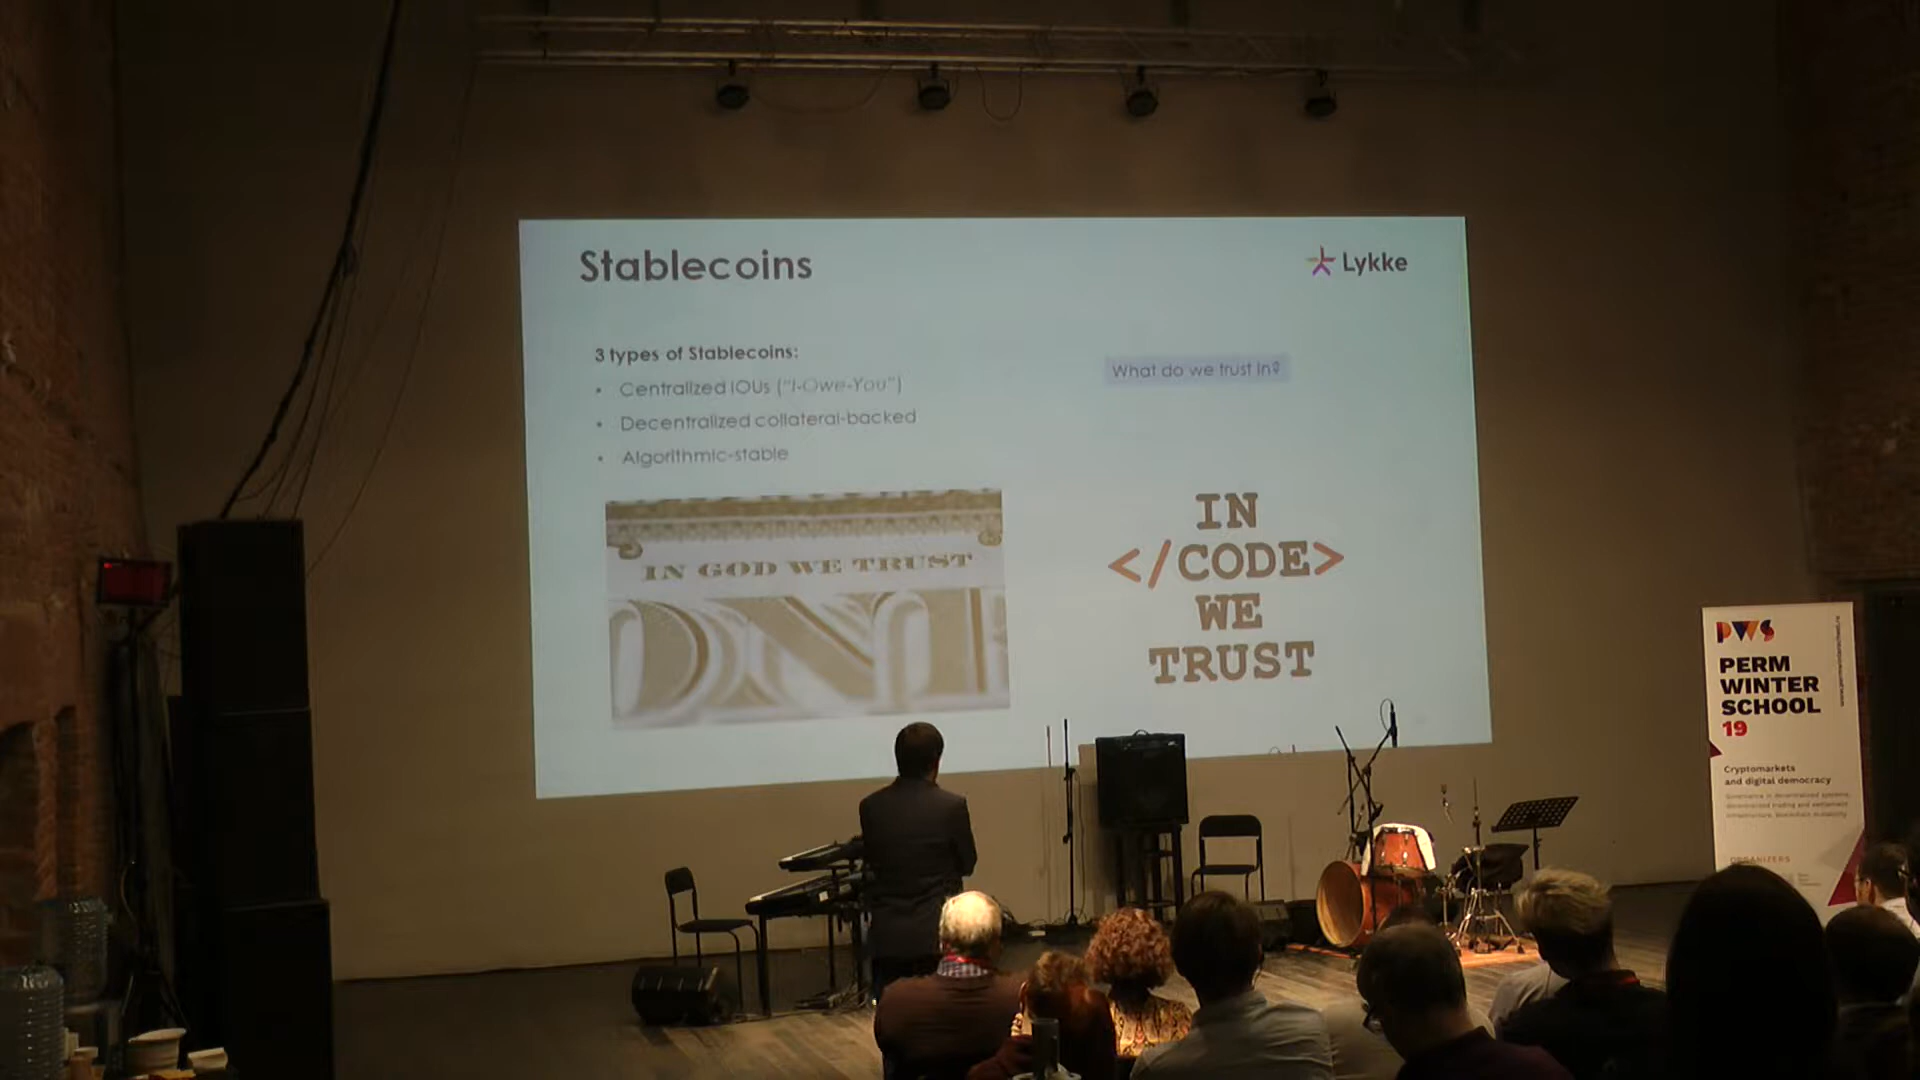 Stablecoins
Lykke
3 types of Stablecoins:
• Centralized IOUs ("I-Owe-You")
• Decentralized collateral-backed
• Algorithmic-stable
What do we trust in?
IN GOD WE TRUST
IN
</CODE>
WE
TRUST
PWS
PERM
WINTER
SCHOOL
19
Cryptomarkets
and digital democracy
ORGANIZERS